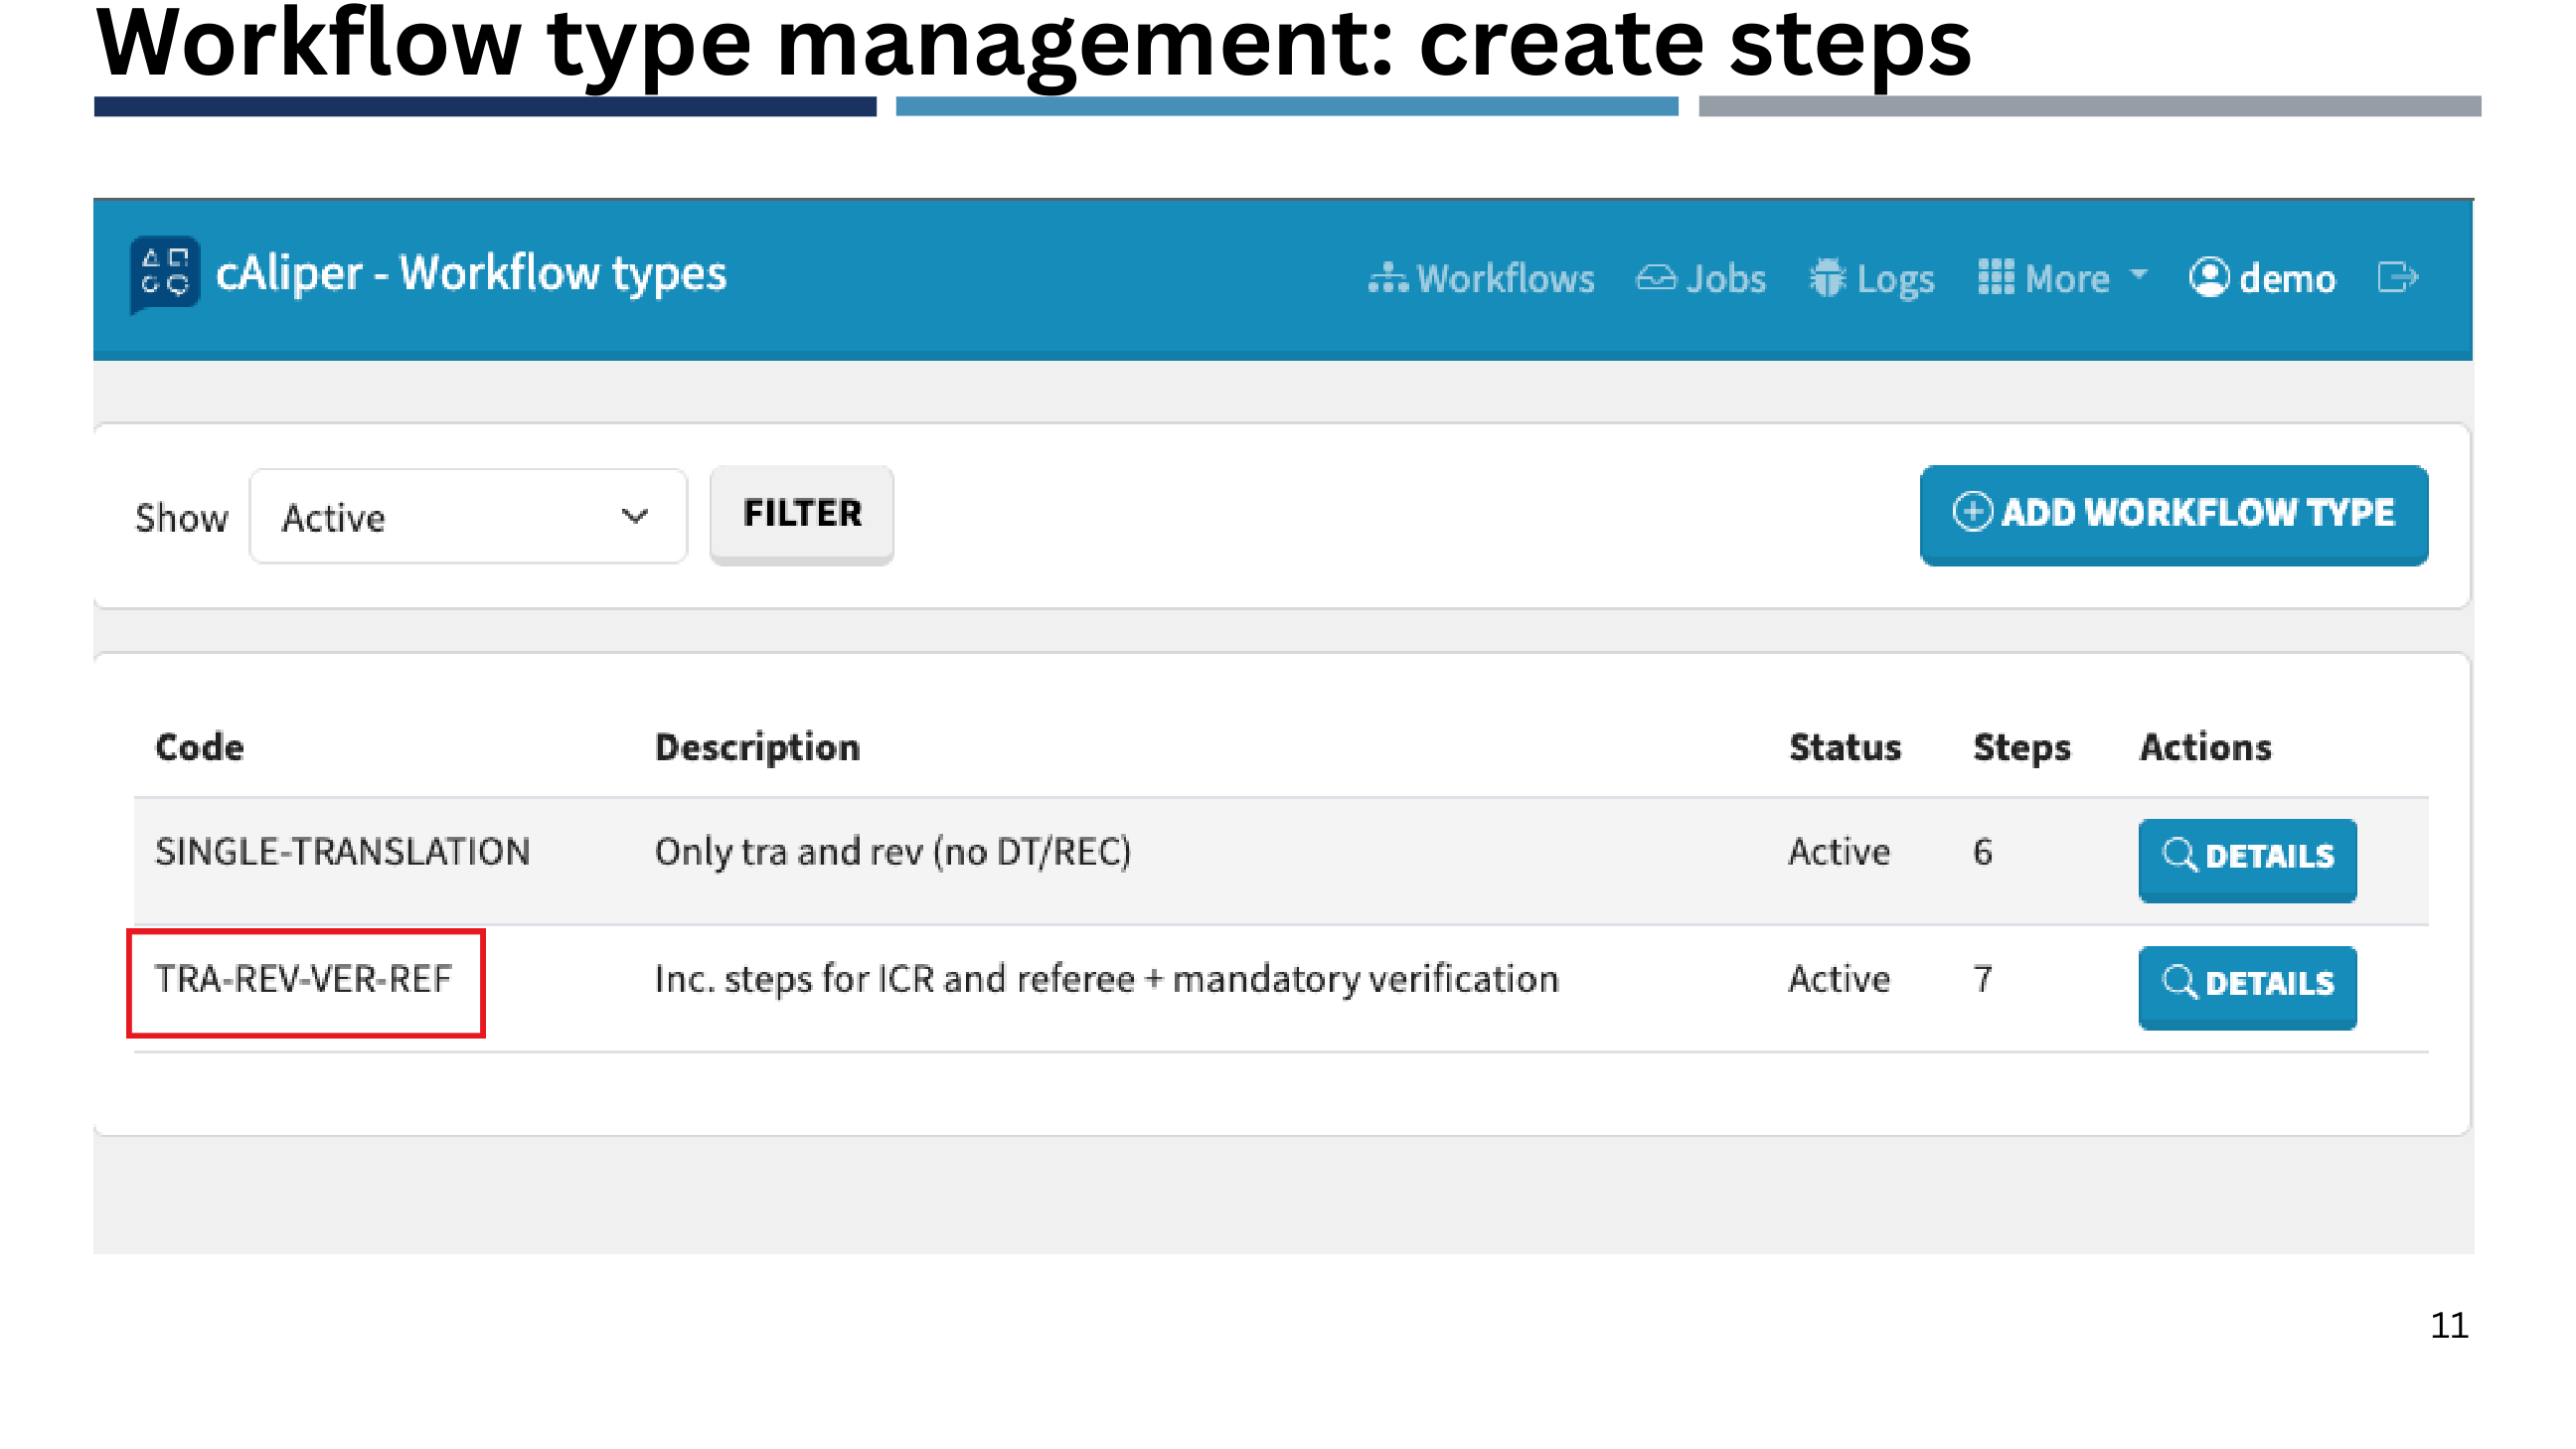 Workflow type management: create steps
cAliper - Workflow types
Workflows Jobs Logs More demo
Show Active FILTER ADD WORKFLOW TYPE
Code Description Status Steps Actions
SINGLE-TRANSLATION Only tra and rev (no DT/REC) Active 6 DETAILS
TRA-REV-VER-REF Inc. steps for ICR and referee + mandatory verification Active 7 DETAILS
11